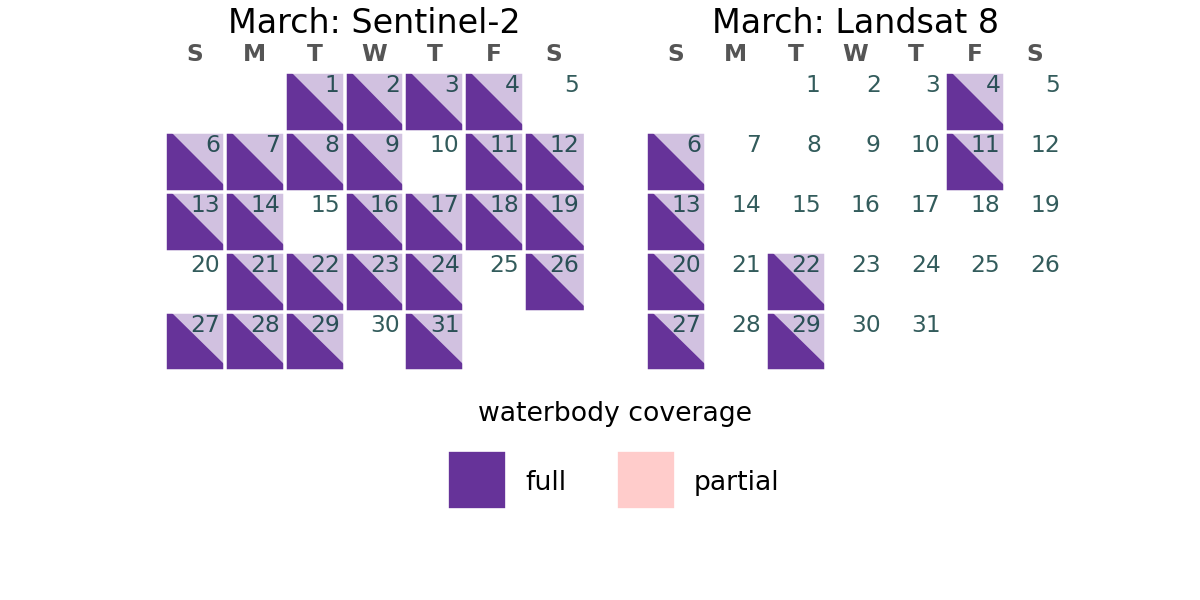 March: Sentinel-2
S M T W T F S
1 2 3 4 5
6 7 8 9 10 11 12
13 14 15 16 17 18 19
20 21 22 23 24 25 26
27 28 29 30 31
March: Landsat 8
S M T W T F S
1 2 3 4 5
6 7 8 9 10 11 12
13 14 15 16 17 18 19
20 21 22 23 24 25 26
27 28 29 30 31
waterbody coverage
full partial